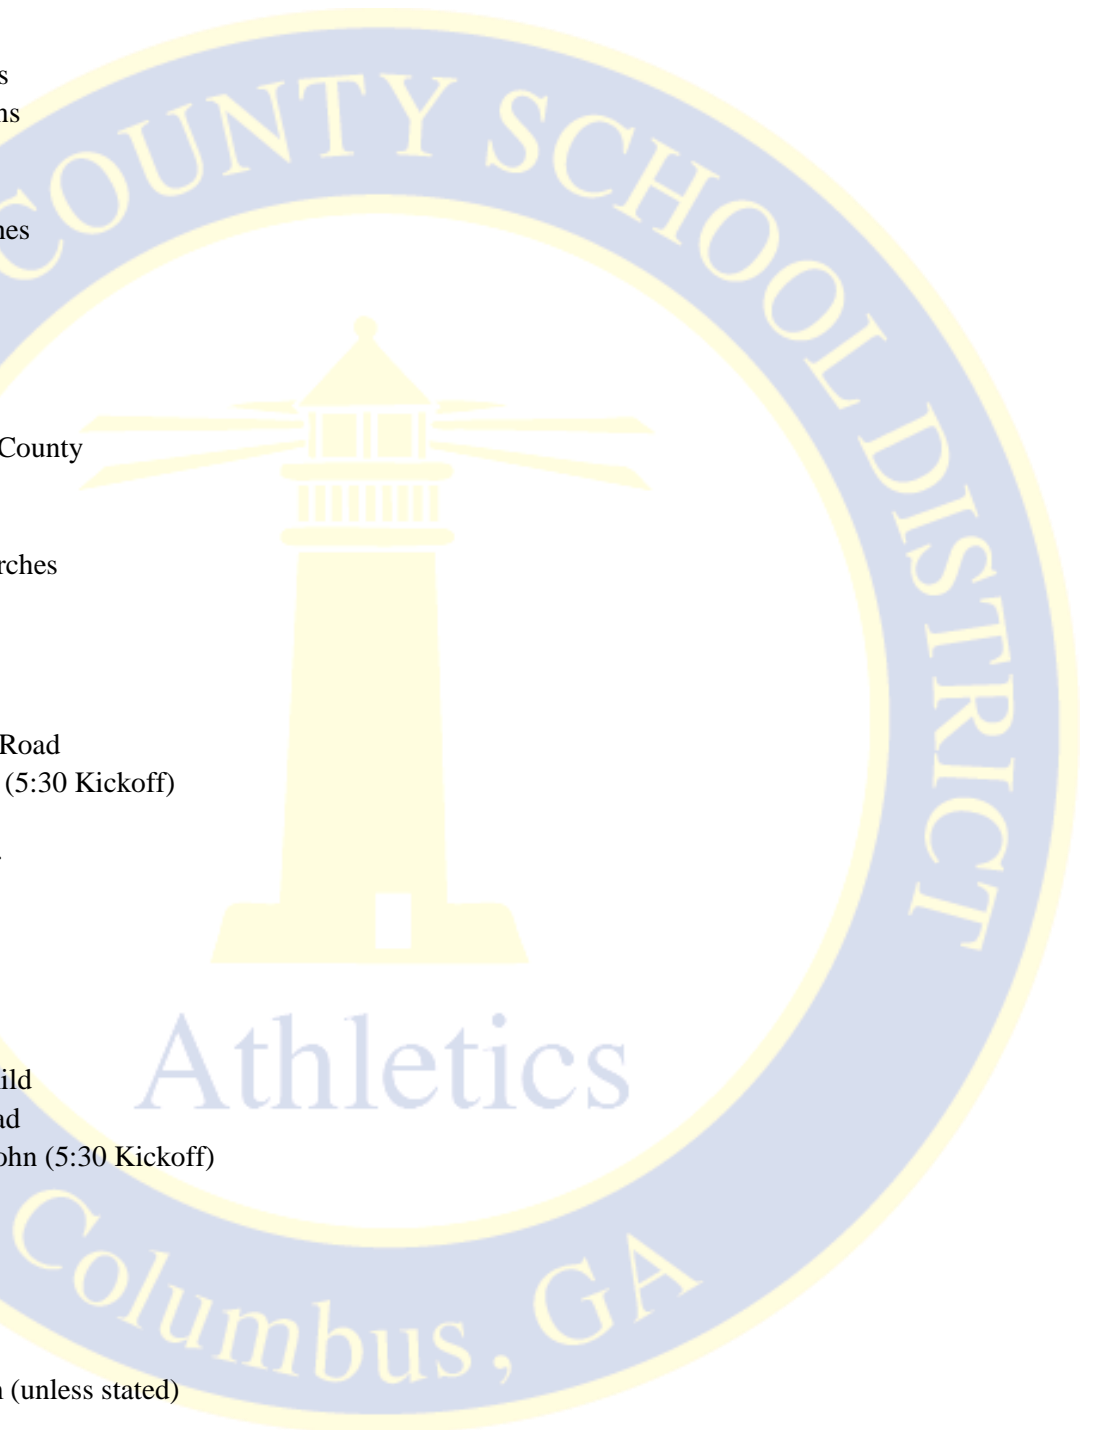 s
ns
nes
County
rches
Road
(5:30 Kickoff)
ild
ad
ohn (5:30 Kickoff)
(unless stated)
COUNTY SCHOOL DISTRICT
Athletics
Columbus, GA